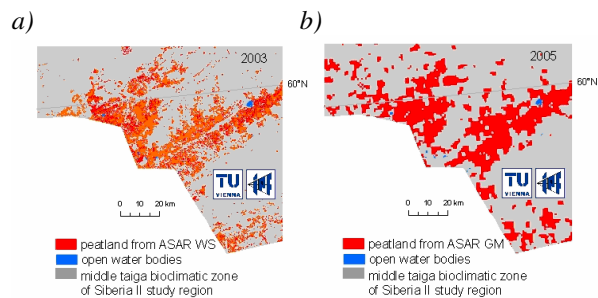 a)
2003
60°N
TU
VIENNA
0 10 20 km
peatland from ASAR WS
open water bodies
middle taiga bioclimatic zone
of Siberia II study region
b)
2005
60°N
TU
VIENNA
0 10 20 km
peatland from ASAR GM
open water bodies
middle taiga bioclimatic zone
of Siberia II study region